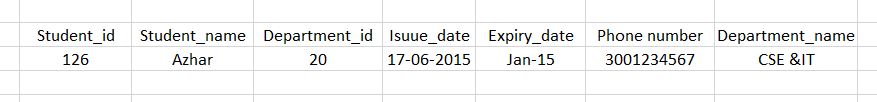 Student_id Student_name Department_id Isuue_date Expiry_date Phone number Department_name
126 Azhar 20 17-06-2015 Jan-15 3001234567 CSE &IT